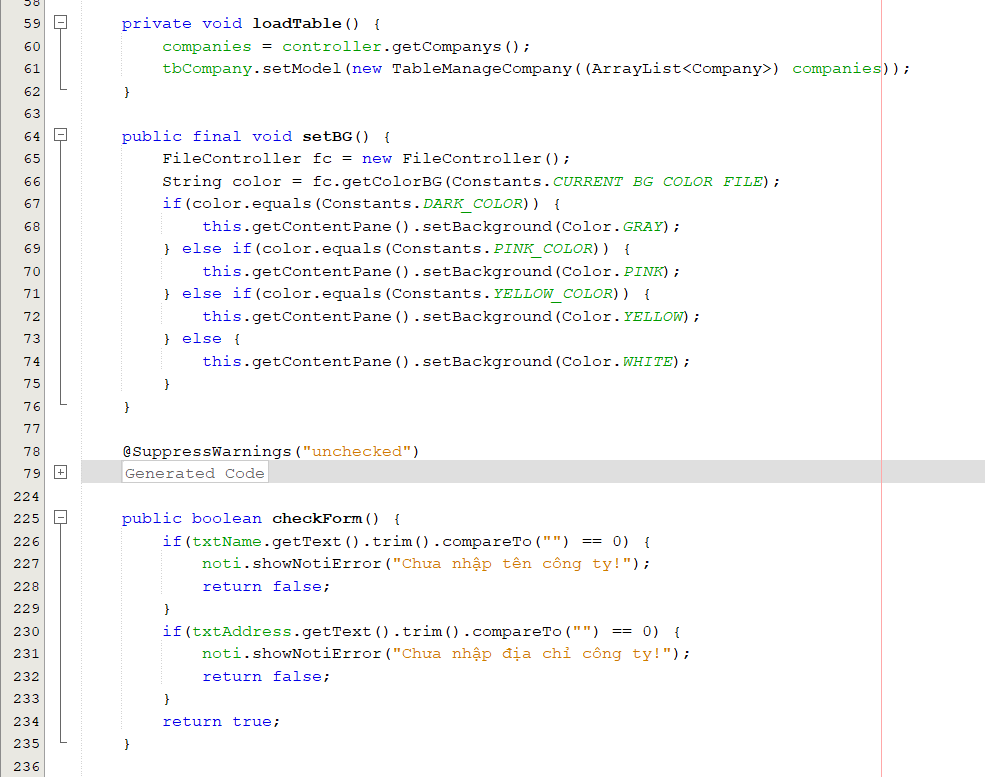 58
59 private void loadTable() {
60 companies = controller.getCompanys();
61 tbCompany.setModel(new TableManageCompany((ArrayList<Company>) companies));
62 }
63
64 public final void setBG() {
65 FileController fc = new FileController();
66 String color = fc.getColorBG(Constants.CURRENT_BG_COLOR_FILE);
67 if(color.equals(Constants.DARK_COLOR)) {
68 this.getContentPane().setBackground(Color.GRAY);
69 } else if(color.equals(Constants.PINK_COLOR)) {
70 this.getContentPane().setBackground(Color.PINK);
71 } else if(color.equals(Constants.YELLOW_COLOR)) {
72 this.getContentPane().setBackground(Color.YELLOW);
73 } else {
74 this.getContentPane().setBackground(Color.WHITE);
75 }
76 }
77
78 @SuppressWarnings("unchecked")
79 Generated Code
224
225 public boolean checkForm() {
226 if(txtName.getText().trim().compareTo("") == 0) {
227 noti.showNotiError("Chưa nhập tên công ty!");
228 return false;
229 }
230 if(txtAddress.getText().trim().compareTo("") == 0) {
231 noti.showNotiError("Chưa nhập địa chỉ công ty!");
232 return false;
233 }
234 return true;
235 }
236